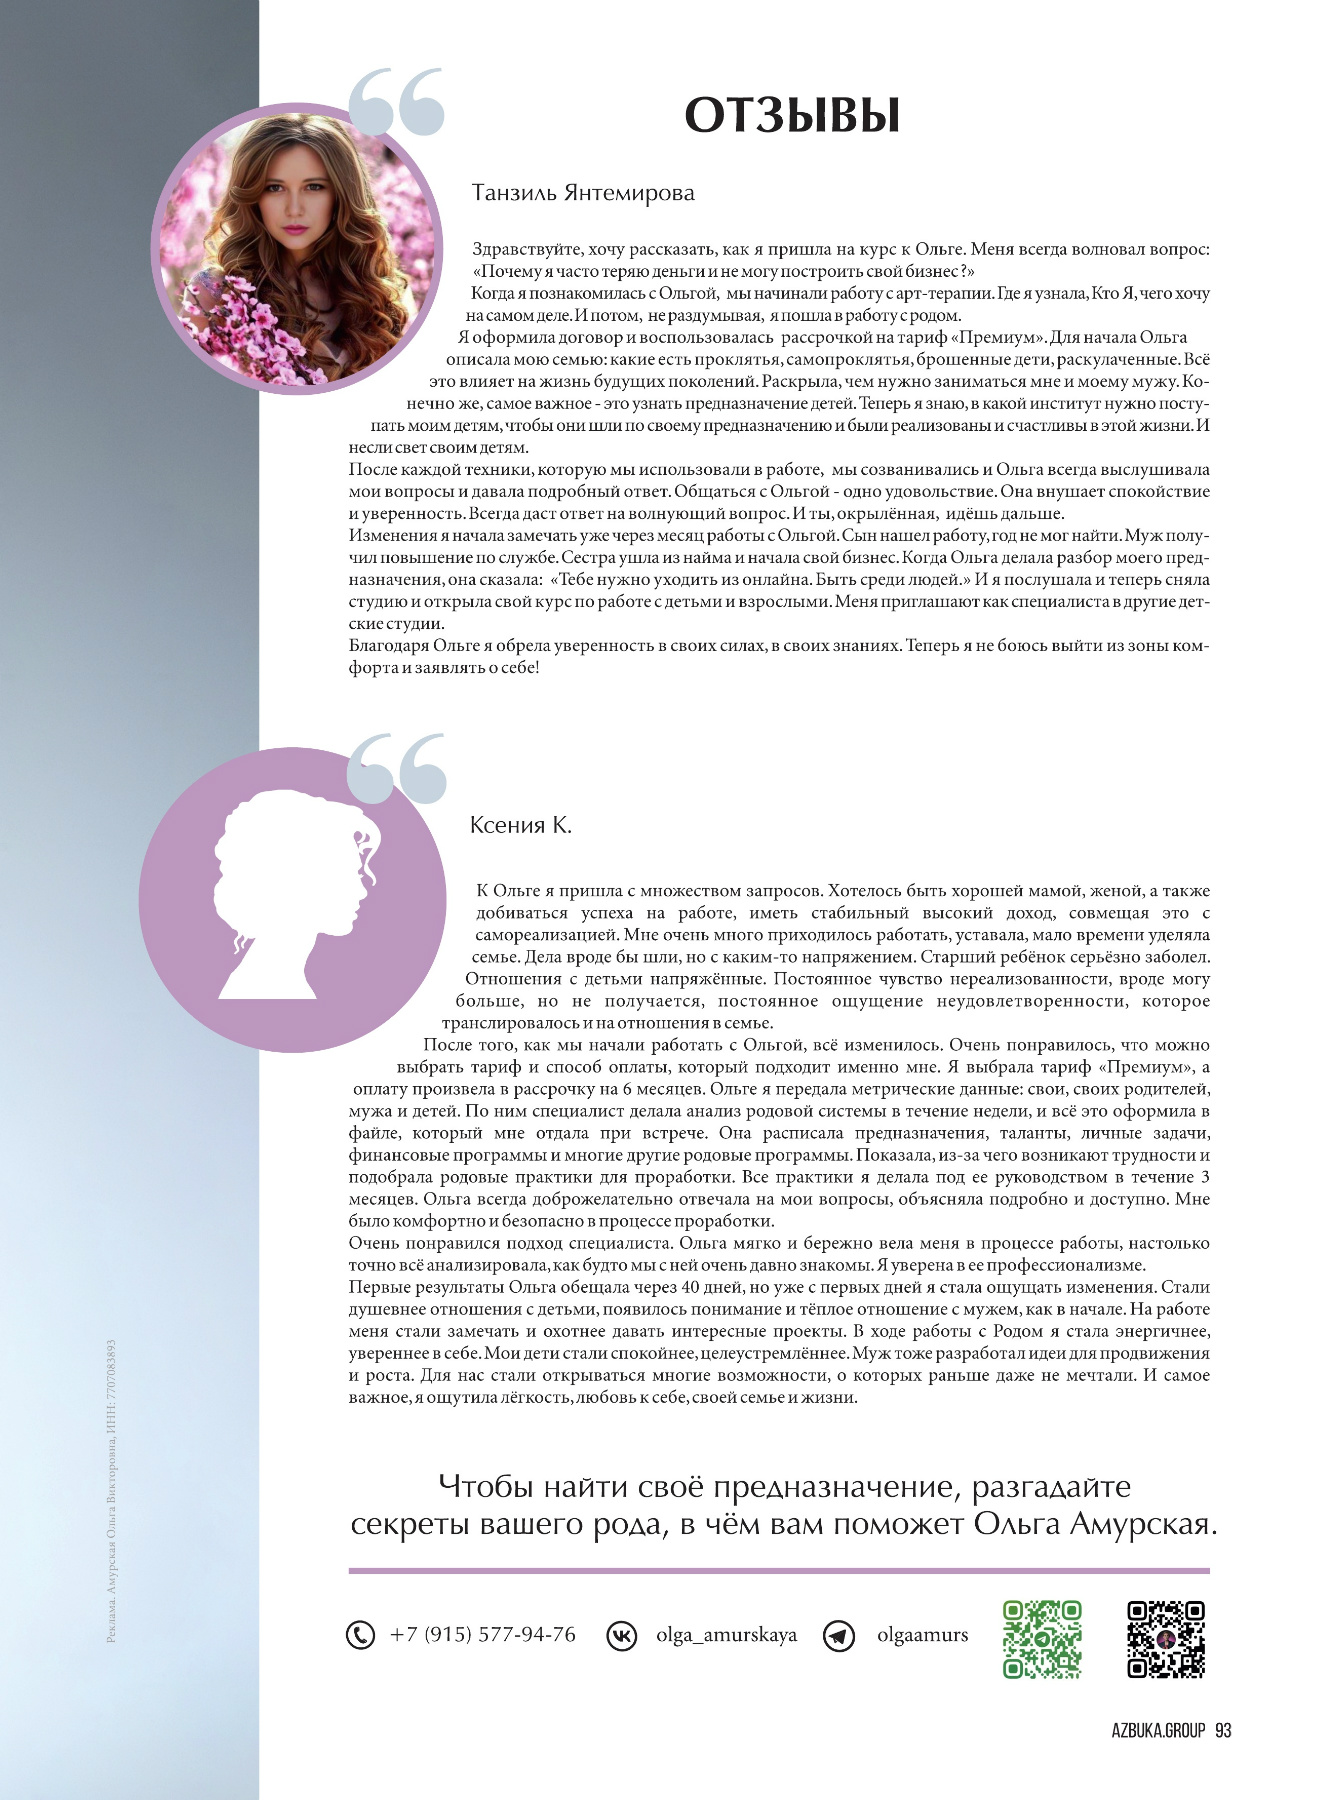 ОТЗЫВЫ
Танзиль Янтемирова
Здравствуйте, хочу рассказать, как я пришла на курс к Ольге. Меня всегда волновал вопрос:
«Почему я часто теряю деньги и не могу построить свой бизнес?»
Когда я познакомилась с Ольгой, мы начинали работу с арт-терапии. Где я узнала, Кто Я, чего хочу
на самом деле. И потом, не раздумывая, я пошла в работу с родом.
Я оформила договор и воспользовалась рассрочкой на тариф «Премиум». Для начала Ольга
описала мою семью: какие есть проклятья, самопроклятья, брошенные дети, раскулаченные. Всё
это влияет на жизнь будущих поколений. Раскрыла, чем нужно заниматься мне и моему мужу. Ко-
нечно же, самое важное - это узнать предназначение детей. Теперь я знаю, в какой институт нужно посту-
пать моим детям, чтобы они шли по своему предназначению и были реализованы и счастливы в этой жизни. И
несли свет своим детям.
После каждой техники, которую мы использовали в работе, мы созванивались и Ольга всегда выслушивала
мои вопросы и давала подробный ответ. Общаться с Ольгой - одно удовольствие. Она внушает спокойствие
и уверенность. Всегда даст ответ на волнующий вопрос. И ты, окрылённая, идёшь дальше.
Изменения я начала замечать уже через месяц работы с Ольгой. Сын нашел работу, год не мог найти. Муж полу-
чил повышение по службе. Сестра ушла из найма и начала свой бизнес. Когда Ольга делала разбор моего пред-
назначения, она сказала: «Тебе нужно уходить из онлайна. Быть среди людей.» И я послушала и теперь сняла
студию и открыла свой курс по работе с детьми и взрослыми. Меня приглашают как специалиста в другие дет-
ские студии.
Благодаря Ольге я обрела уверенность в своих силах, в своих знаниях. Теперь я не боюсь выйти из зоны ком-
форта и заявлять о себе!
Ксения К.
К Ольге я пришла с множеством запросов. Хотелось быть хорошей мамой, женой, а также
добиваться успеха на работе, иметь стабильный высокий доход, совмещая это с
самореализацией. Мне очень много приходилось работать, уставала, мало времени уделяла
семье. Дела вроде бы шли, но с каким-то напряжением. Старший ребёнок серьёзно заболел.
Отношения с детьми напряжённые. Постоянное чувство нереализованности, вроде могу
больше, но не получается, постоянное ощущение неудовлетворенности, которое
транслировалось и на отношения в семье.
После того, как мы начали работать с Ольгой, всё изменилось. Очень понравилось, что можно
выбрать тариф и способ оплаты, который подходит именно мне. Я выбрала тариф «Премиум», а
оплату произвела в рассрочку на 6 месяцев. Ольге я передала метрические данные: свои, своих родителей,
мужа и детей. По ним специалист делала анализ родовой системы в течение недели, и всё это оформила в
файле, который мне отдала при встрече. Она расписала предназначения, таланты, личные задачи,
финансовые программы и многие другие родовые программы. Показала, из-за чего возникают трудности и
подобрала родовые практики для проработки. Все практики я делала под ее руководством в течение 3
месяцев. Ольга всегда доброжелательно отвечала на мои вопросы, объясняла подробно и доступно. Мне
было комфортно и безопасно в процессе проработки.
Очень понравился подход специалиста. Ольга мягко и бережно вела меня в процессе работы, настолько
точно всё анализировала, как будто мы с ней очень давно знакомы. Я уверена в ее профессионализме.
Первые результаты Ольга обещала через 40 дней, но уже с первых дней я стала ощущать изменения. Стали
душевнее отношения с детьми, появилось понимание и тёплое отношение с мужем, как в начале. На работе
меня стали замечать и охотнее давать интересные проекты. В ходе работы с Родом я стала энергичнее,
увереннее в себе. Мои дети стали спокойнее, целеустремлённее. Муж тоже разработал идеи для продвижения
и роста. Для нас стали открываться многие возможности, о которых раньше даже не мечтали. И самое
важное, я ощутила лёгкость, любовь к себе, своей семье и жизни.
Чтобы найти своё предназначение, разгадайте
секреты вашего рода, в чём вам поможет Ольга Амурская.
+7 (915) 577-94-76 olga_amurskaya olgaamurs
Реклама. Амурская Ольга Викторовна, ИНН: 7707083893
AZBUKA.GROUP 93